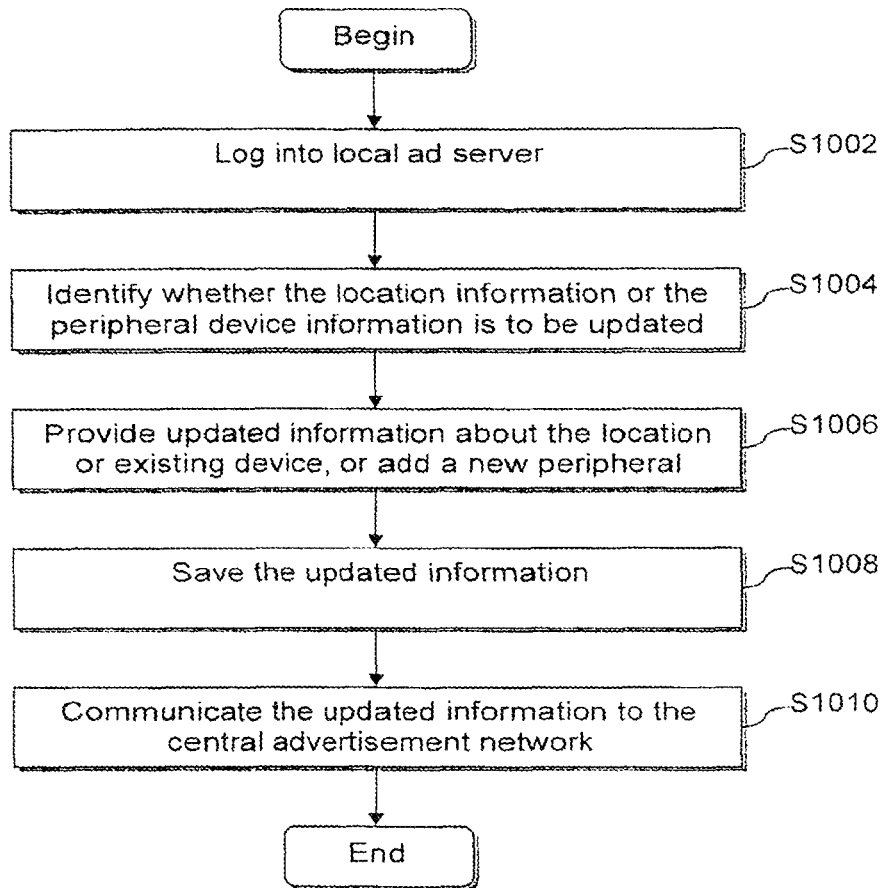 Begin
Log into local ad server
S1002
Identify whether the location information or the
peripheral device information is to be updated
S1004
Provide updated information about the location
or existing device, or add a new peripheral
S1006
Save the updated information
S1008
Communicate the updated information to the
central advertisement network
S1010
End